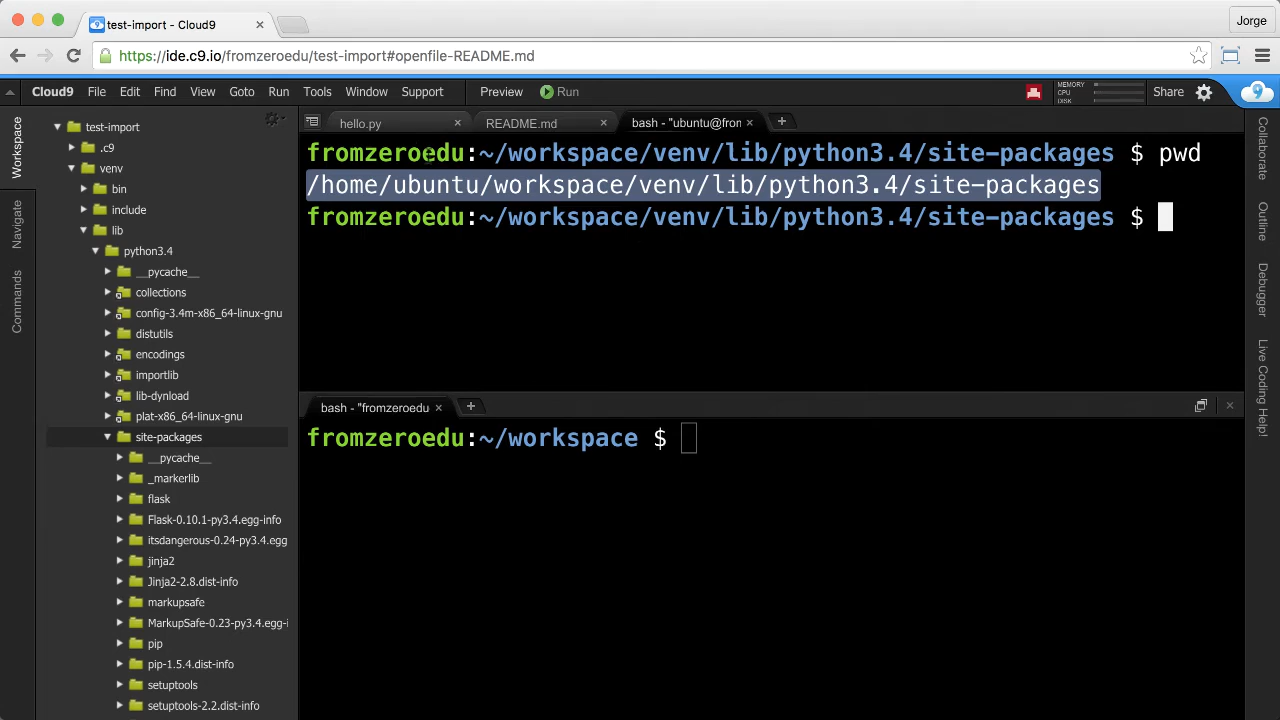 test-import - Cloud9
Jorge
https://ide.c9.io/fromzeroedu/test-import#openfile-README.md
Cloud9 File Edit Find View Goto Run Tools Window Support Preview Run MEMORY CPU DISK Share
Workspace
Navigate
Commands
test-import
.c9
venv
bin
include
lib
python3.4
__pycache__
collections
config-3.4m-x86_64-linux-gnu
distutils
encodings
importlib
lib-dynload
plat-x86_64-linux-gnu
site-packages
__pycache__
_markerlib
flask
Flask-0.10.1-py3.4.egg-info
itsdangerous-0.24-py3.4.egg
jinja2
Jinja2-2.8.dist-info
markupsafe
MarkupSafe-0.23-py3.4.egg-i
pip
pip-1.5.4.dist-info
setuptools
setuptools-2.2.dist-info
hello.py README.md bash - "ubuntu@from
fromzeroedu:~/workspace/venv/lib/python3.4/site-packages $ pwd
/home/ubuntu/workspace/venv/lib/python3.4/site-packages
fromzeroedu:~/workspace/venv/lib/python3.4/site-packages $
bash - "fromzeroedu
fromzeroedu:~/workspace $
Collaborate
Outline
Debugger
Live Coding Help!